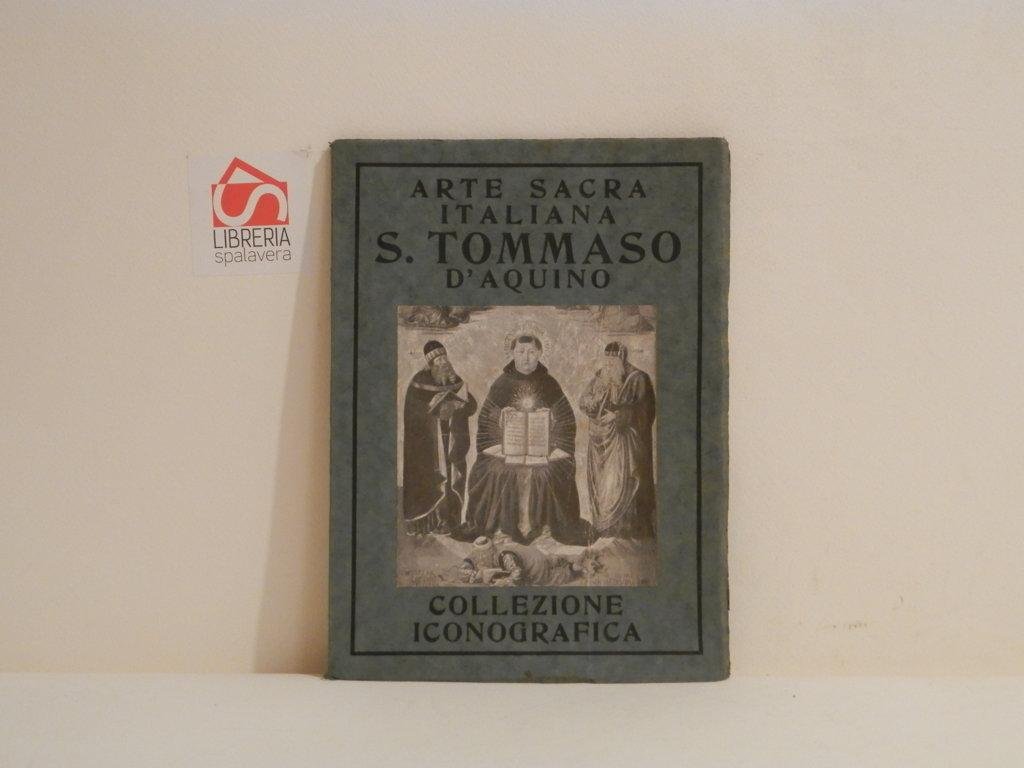 ARTE SACRA
ITALIANA
S. TOMMASO
D'AQUINO
COLLEZIONE
ICONOGRAFICA
LIBRERIA
spalavera